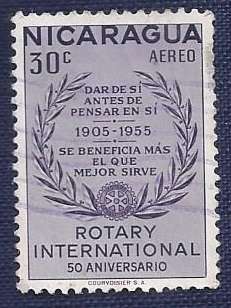 NICARAGUA
30C AEREO
DAR DE SÍ
ANTES DE
PENSAR EN SÍ
1905-1955
SE BENEFICIA MÁS
EL QUE
MEJOR SIRVE
ROTARY
INTERNATIONAL
50 ANIVERSARIO
COURVOISIER S.A.